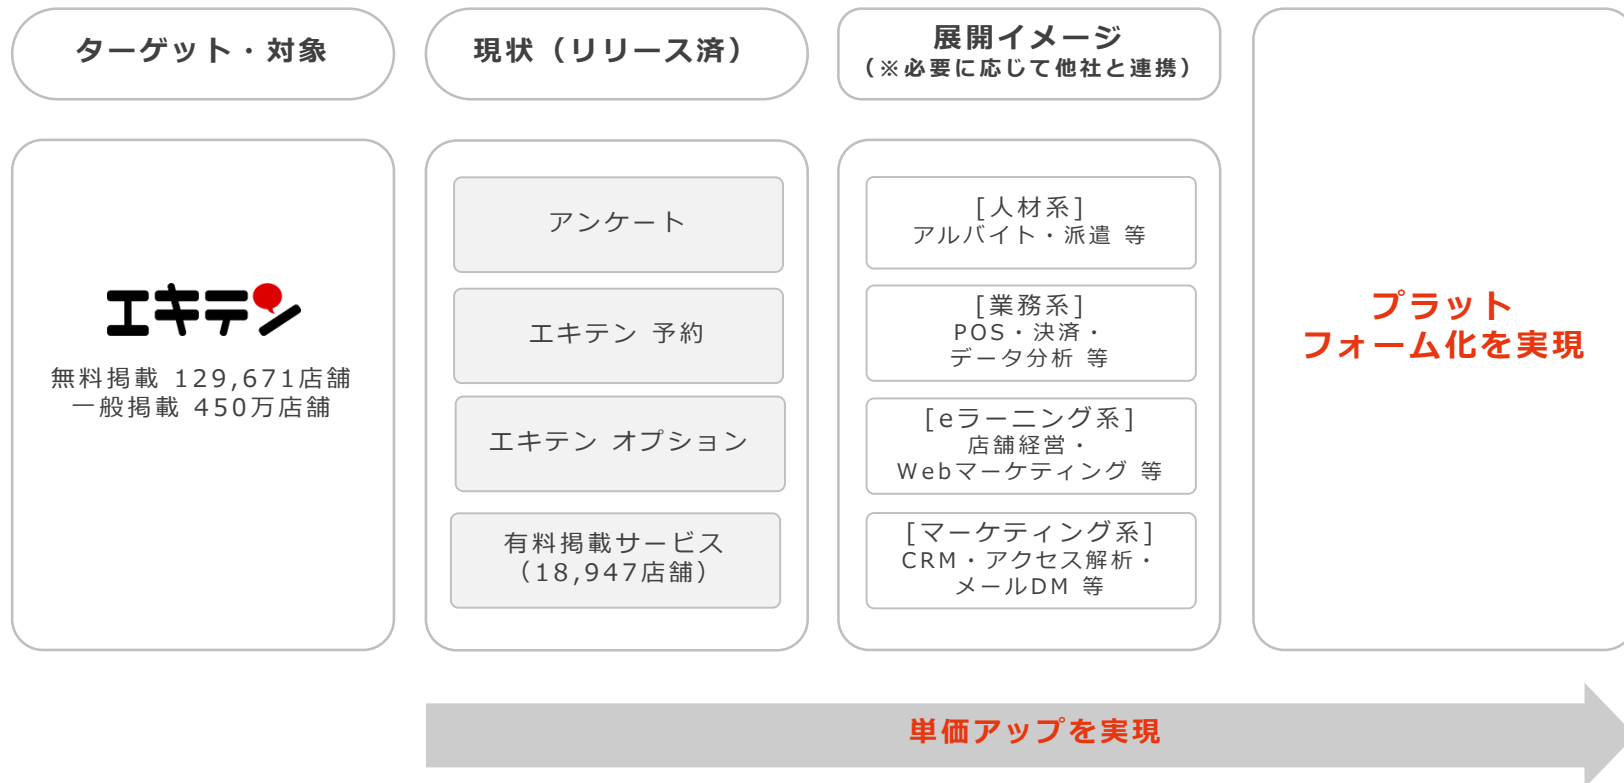 ターゲット・対象
エキテン
無料掲載 129,671店舗
一般掲載 450万店舗
現状（リリース済）
アンケート
エキテン 予約
エキテン オプション
有料掲載サービス
（18,947店舗）
展開イメージ
（※必要に応じて他社と連携）
[人材系]
アルバイト・派遣 等
[業務系]
POS・決済・
データ分析 等
[eラーニング系]
店舗経営・
Webマーケティング 等
[マーケティング系]
CRM・アクセス解析・
メールDM 等
プラット
フォーム化を実現
単価アップを実現